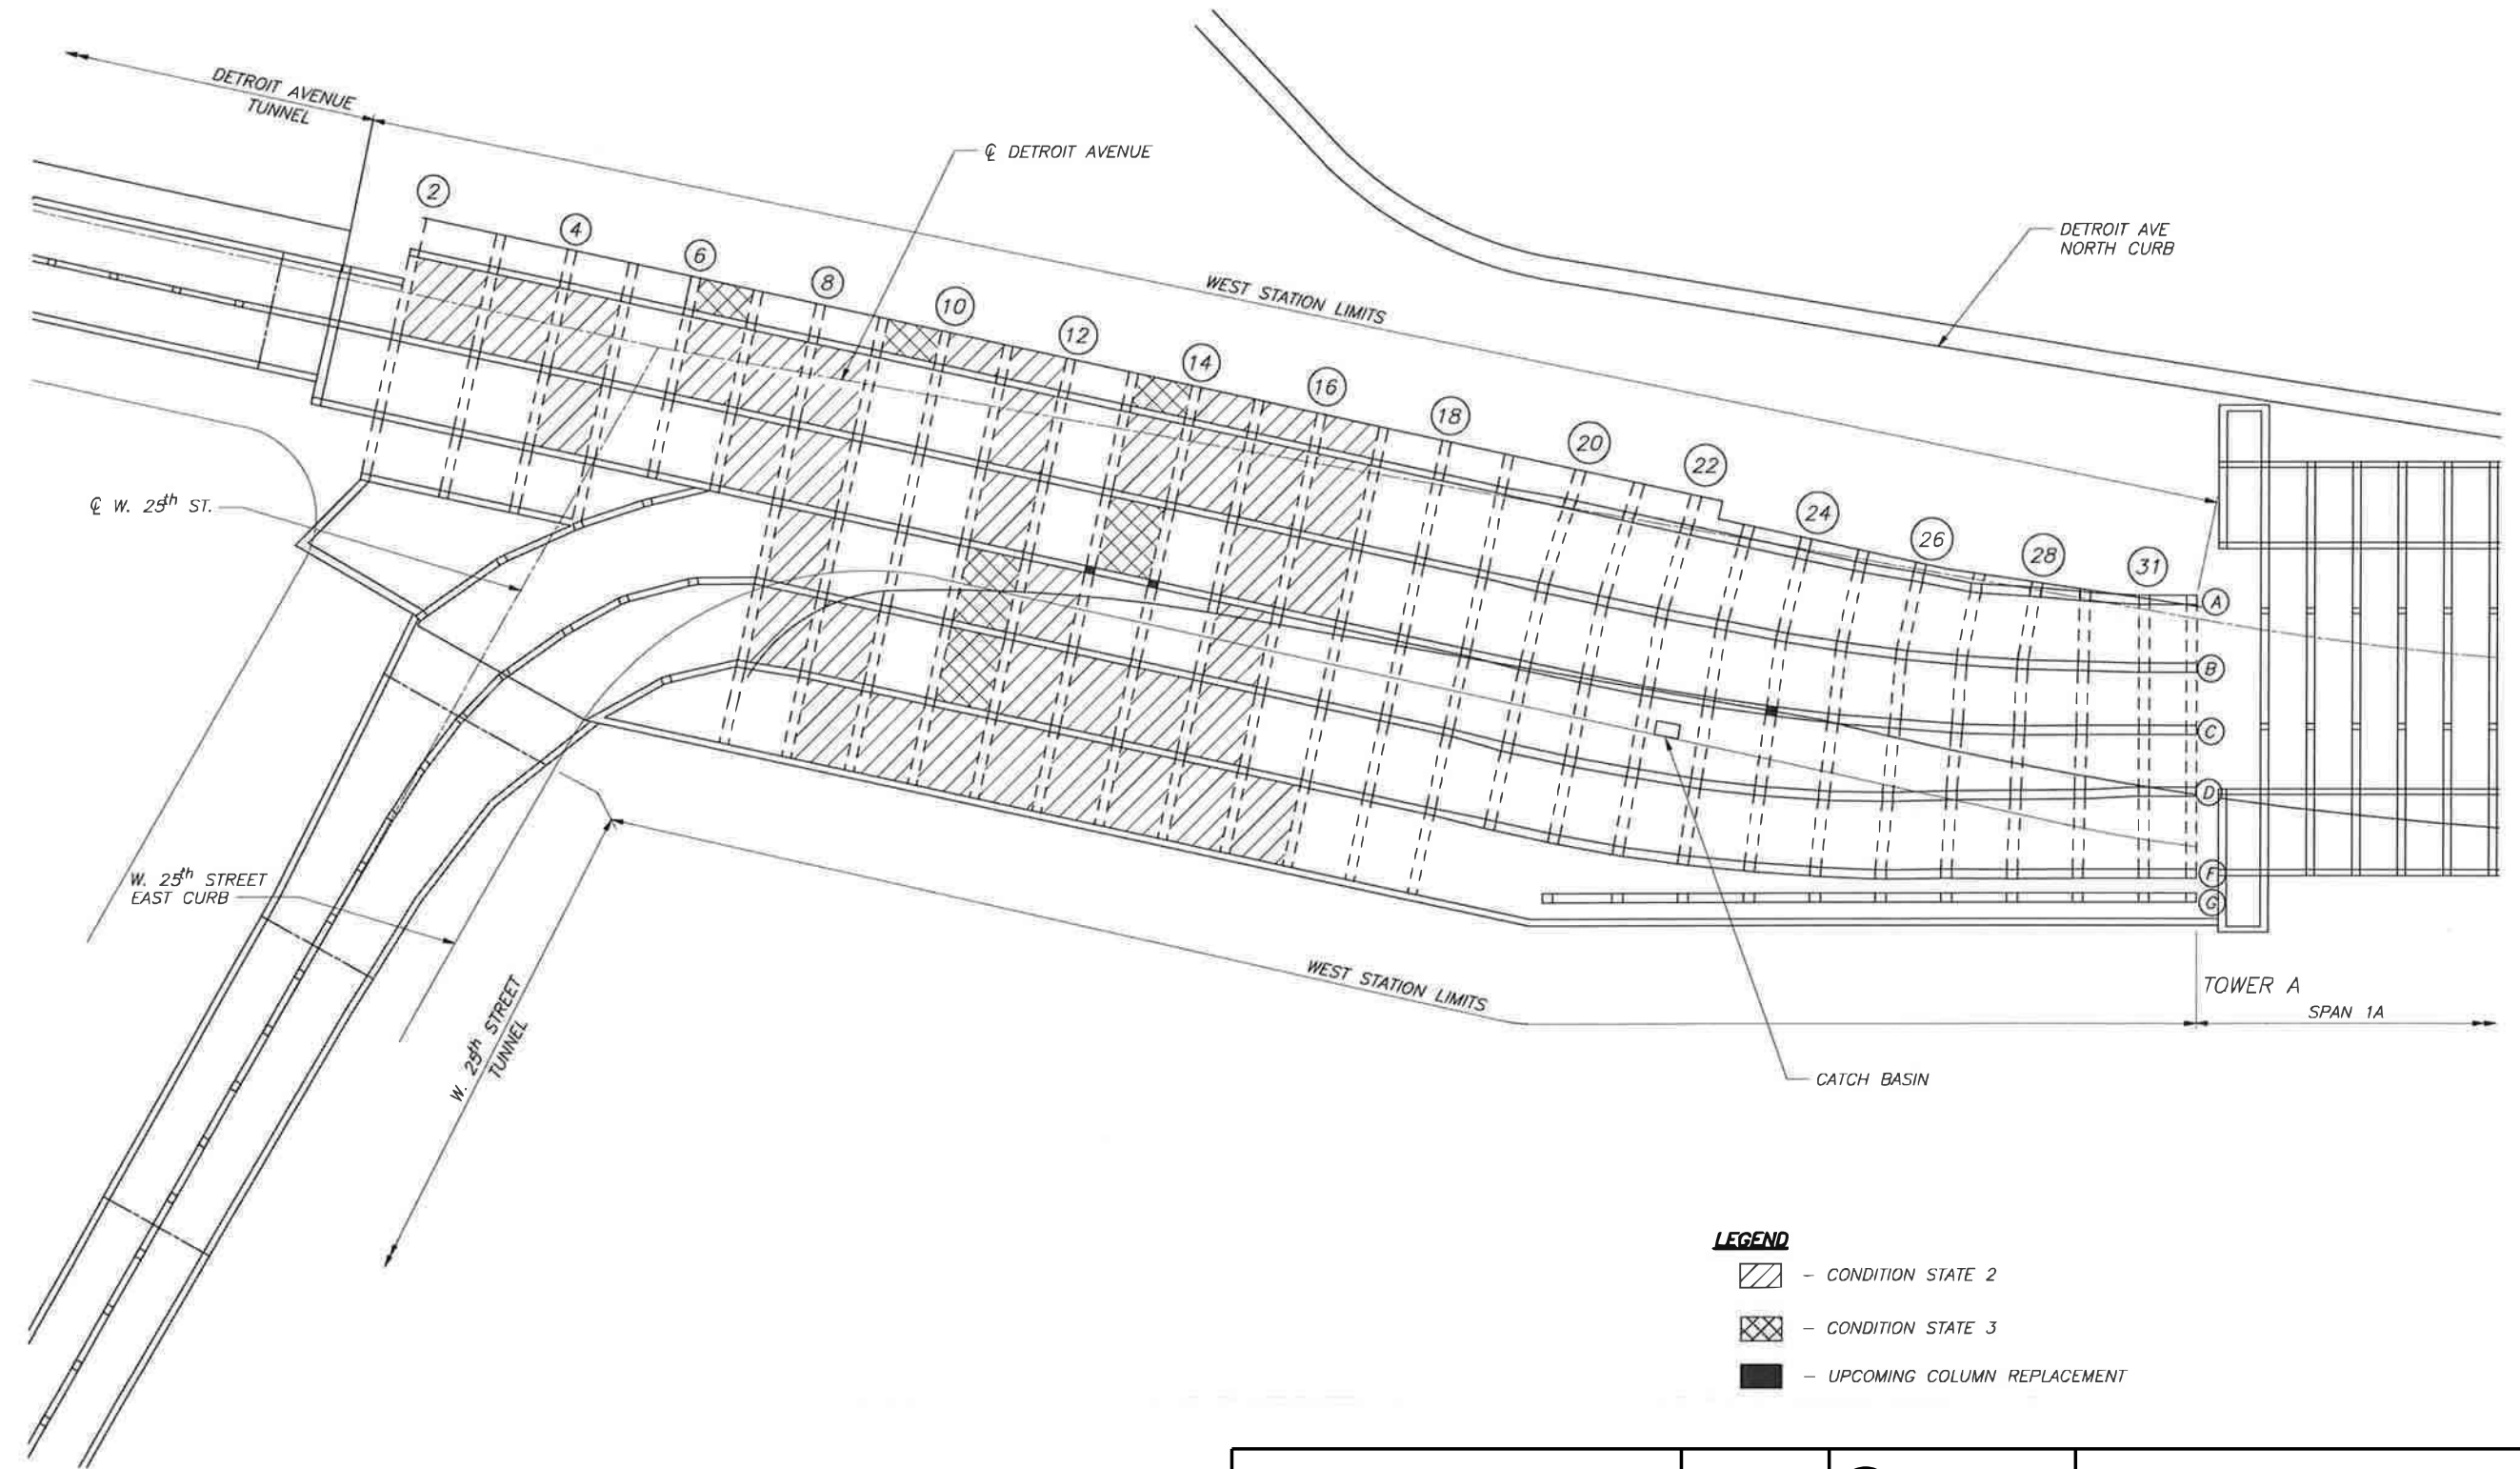 DETROIT AVENUE
TUNNEL
℄ DETROIT AVENUE
DETROIT AVE
NORTH CURB
WEST STATION LIMITS
2
4
6
8
10
12
14
16
18
20
22
24
26
28
31
A
B
C
D
F
G
℄ W. 25th ST.
W. 25th STREET
EAST CURB
W. 25th STREET
TUNNEL
WEST STATION LIMITS
TOWER A
SPAN 1A
CATCH BASIN
LEGEND
– CONDITION STATE 2
– CONDITION STATE 3
– UPCOMING COLUMN REPLACEMENT